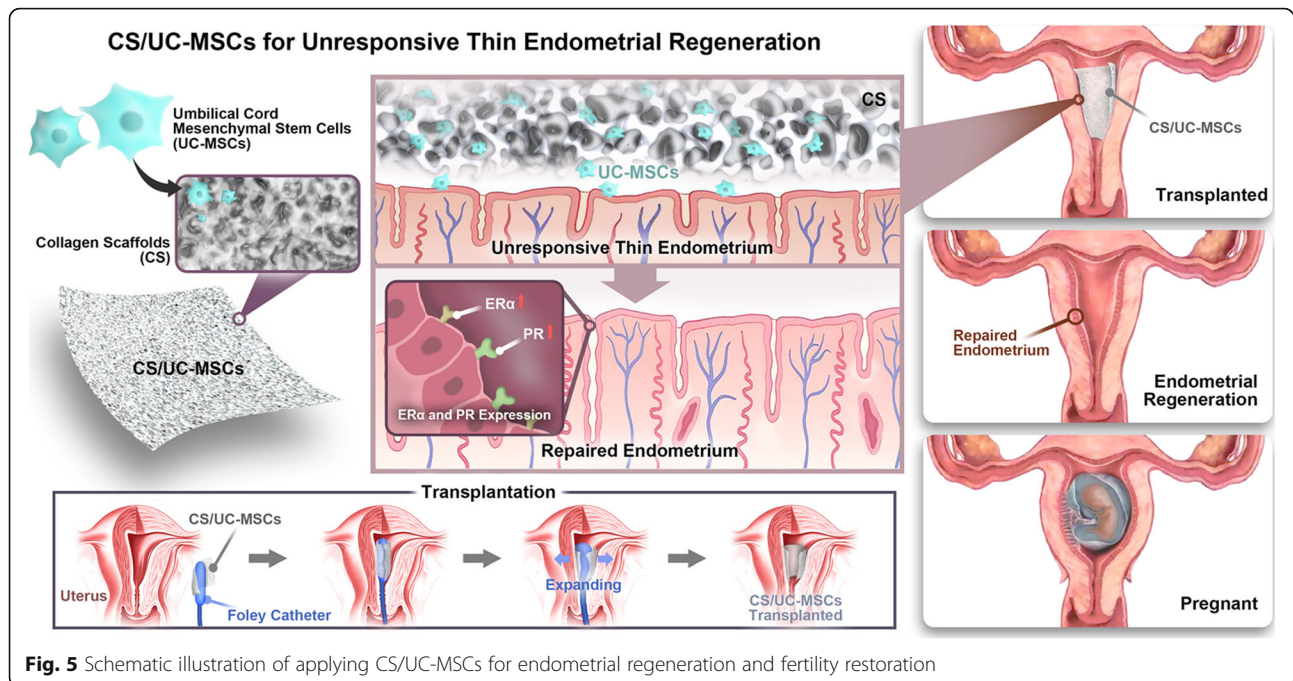 CS/UC-MSCs for Unresponsive Thin Endometrial Regeneration
Umbilical Cord
Mesenchymal Stem Cells
(UC-MSCs)
Collagen Scaffolds
(CS)
CS/UC-MSCs
CS
UC-MSCs
Unresponsive Thin Endometrium
ERα↑
PR↑
ERα and PR Expression
Repaired Endometrium
CS/UC-MSCs
Transplanted
Repaired
Endometrium
Endometrial
Regeneration
Pregnant
Transplantation
CS/UC-MSCs
Uterus
Foley Catheter
Expanding
CS/UC-MSCs
Transplanted
Fig. 5 Schematic illustration of applying CS/UC-MSCs for endometrial regeneration and fertility restoration